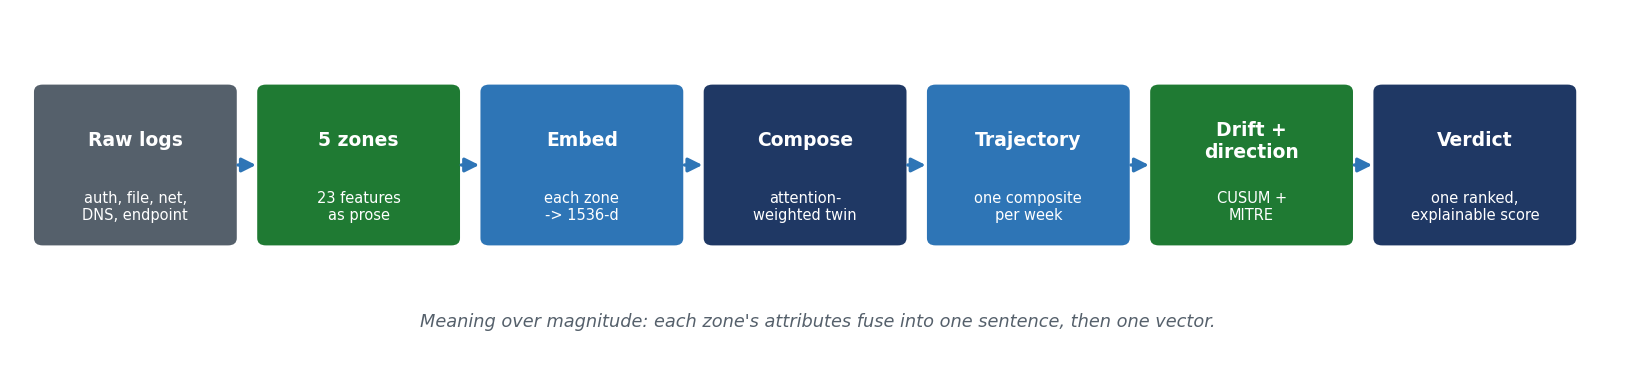 Raw logs
auth, file, net,
DNS, endpoint
5 zones
23 features
as prose
Embed
each zone
-> 1536-d
Compose
attention-
weighted twin
Trajectory
one composite
per week
Drift +
direction
CUSUM +
MITRE
Verdict
one ranked,
explainable score
Meaning over magnitude: each zone's attributes fuse into one sentence, then one vector.